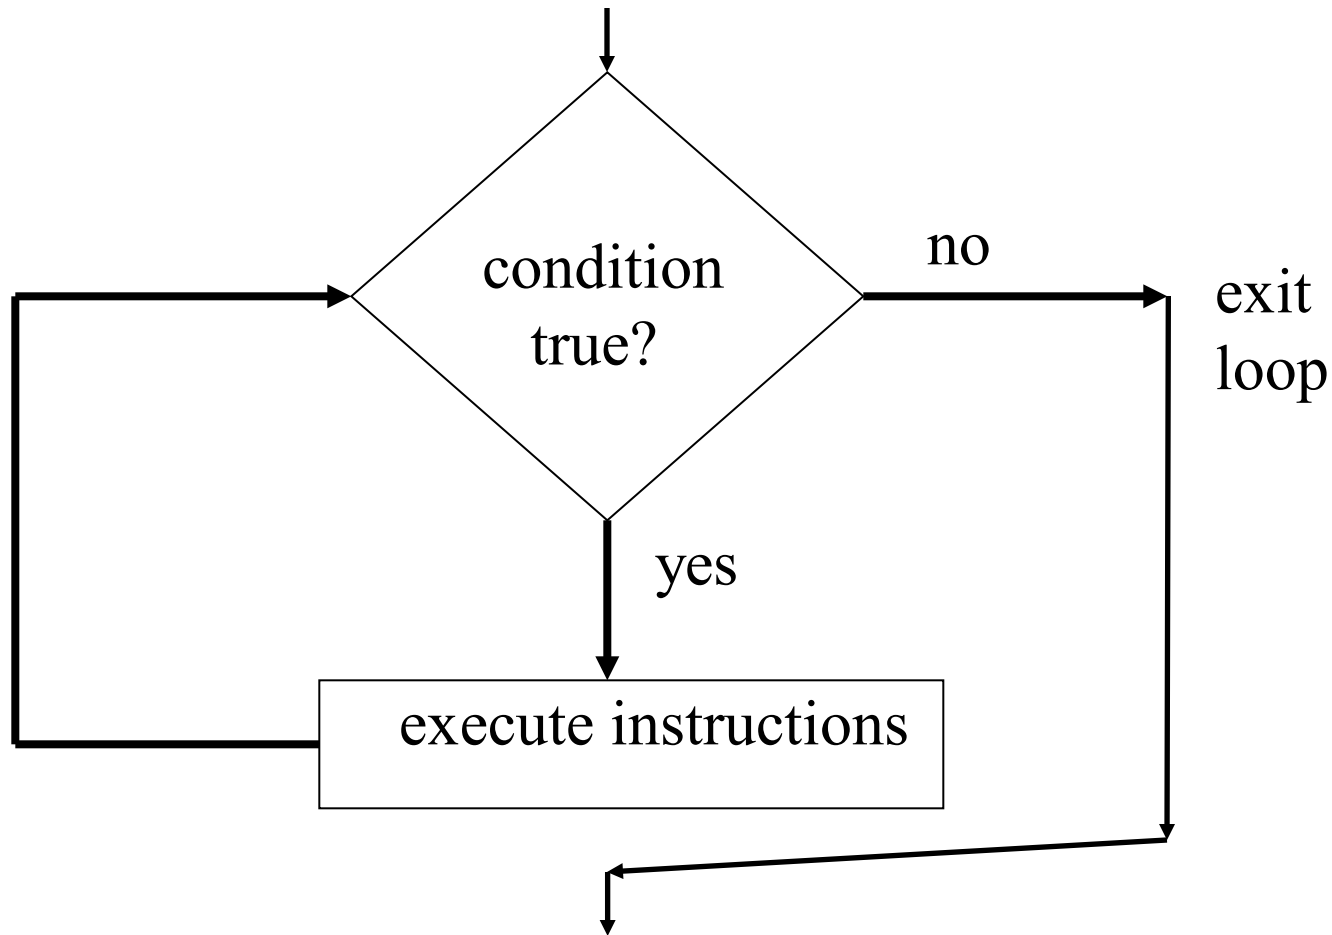 condition
true?
no
exit
loop
yes
execute instructions